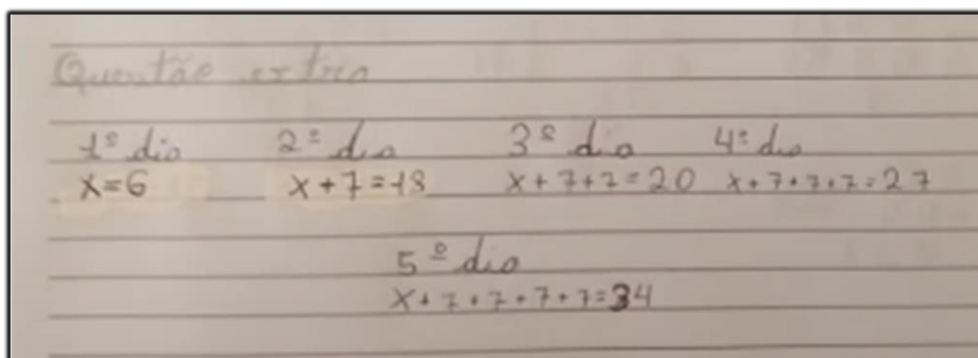 Questão extra
1º dia 2º dia 3º dia 4º dia
x=6 x+7=13 x+7+7=20 x+7+7+7=27
5º dia
x+7+7+7+7=34